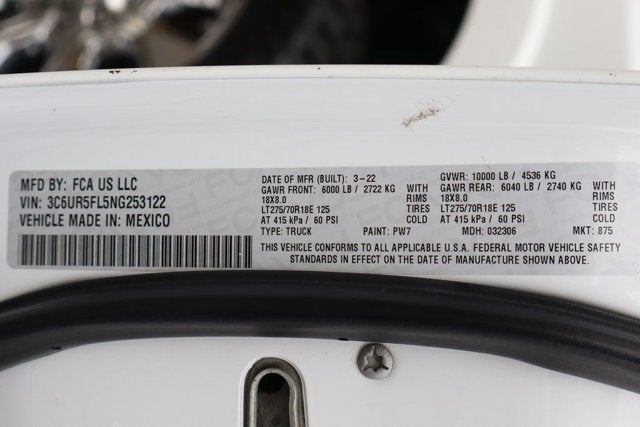 MFD BY: FCA US LLC
VIN: 3C6UR5FL5NG253122
VEHICLE MADE IN: MEXICO
DATE OF MFR (BUILT): 3-22
GAWR FRONT: 6000 LB / 2722 KG
18X8.0 RIMS
LT275/70R18E 125 TIRES
AT 415 kPa / 60 PSI COLD
TYPE: TRUCK PAINT: PW7
GVWR: 10000 LB / 4536 KG
GAWR REAR: 6040 LB / 2740 KG
18X8.0 RIMS
LT275/70R18E 125 TIRES
AT 415 kPa / 60 PSI COLD
MDH: 032306 MKT: 875
THIS VEHICLE CONFORMS TO ALL APPLICABLE U.S.A. FEDERAL MOTOR VEHICLE SAFETY
STANDARDS IN EFFECT ON THE DATE OF MANUFACTURE SHOWN ABOVE.